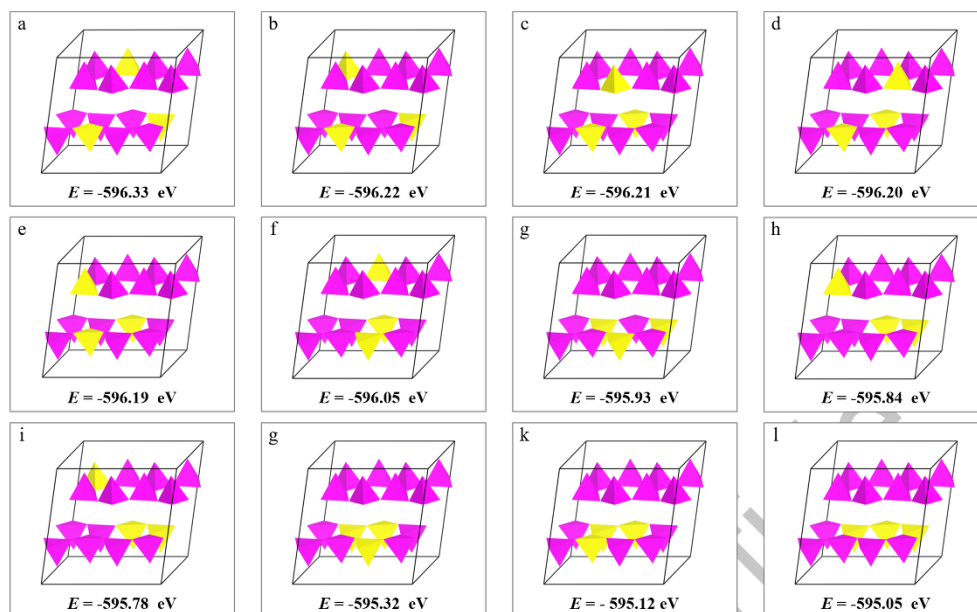 a b c d
E = -596.33 eV E = -596.22 eV E = -596.21 eV E = -596.20 eV
e f g h
E = -596.19 eV E = -596.05 eV E = -595.93 eV E = -595.84 eV
i g k l
E = -595.78 eV E = -595.32 eV E = - 595.12 eV E = -595.05 eV